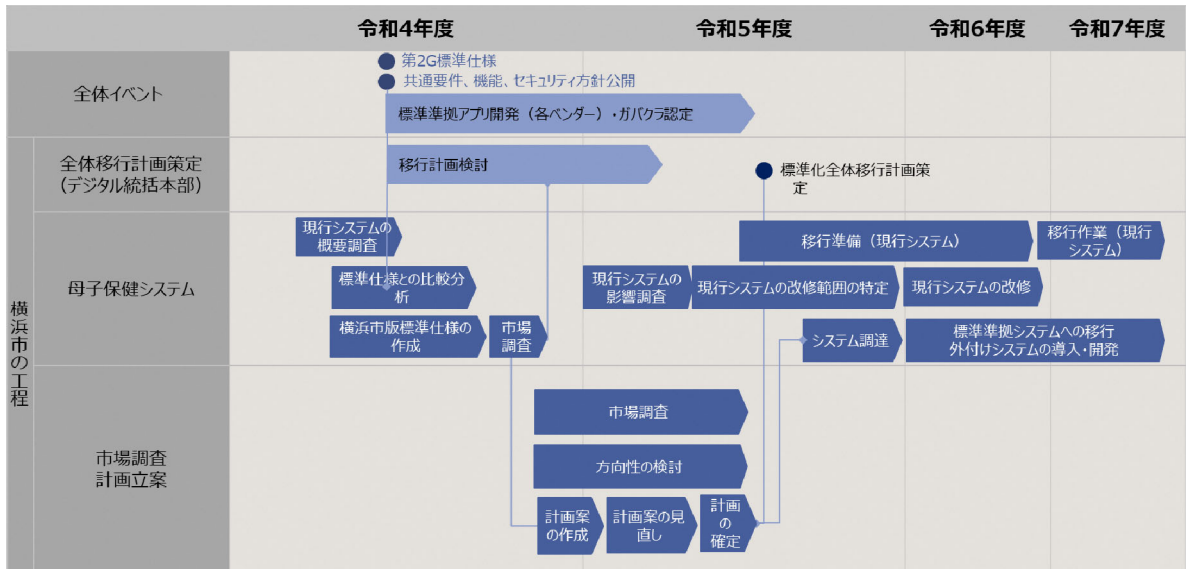 令和4年度
令和5年度
令和6年度
令和7年度
全体イベント
第2G標準仕様
共通要件、機能、セキュリティ方針公開
標準準拠アプリ開発（各ベンダー）・ガバクラ認定
横浜市の工程
全体移行計画策定
（デジタル統括本部）
移行計画検討
標準化全体移行計画策
定
母子保健システム
現行システムの
概要調査
移行準備（現行システム）
移行作業（現行
システム）
標準仕様との比較分
析
現行システムの
影響調査
現行システムの改修範囲の特定
現行システムの改修
横浜市版標準仕様の
作成
市場
調査
システム調達
標準準拠システムへの移行
外付けシステムの導入・開発
市場調査
計画立案
市場調査
方向性の検討
計画案
の作成
計画案の見
直し
計画
の
確定